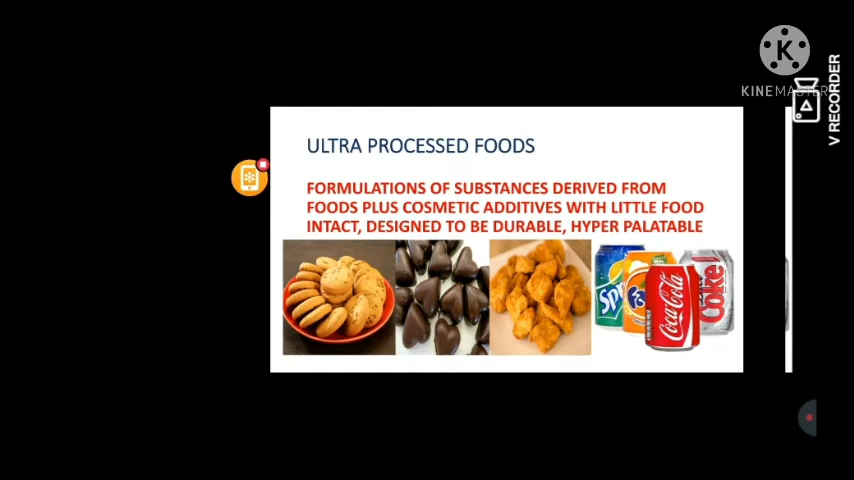 KINEMASTER
V RECORDER
ULTRA PROCESSED FOODS
FORMULATIONS OF SUBSTANCES DERIVED FROM
FOODS PLUS COSMETIC ADDITIVES WITH LITTLE FOOD
INTACT, DESIGNED TO BE DURABLE, HYPER PALATABLE
Coca-Cola
Coke